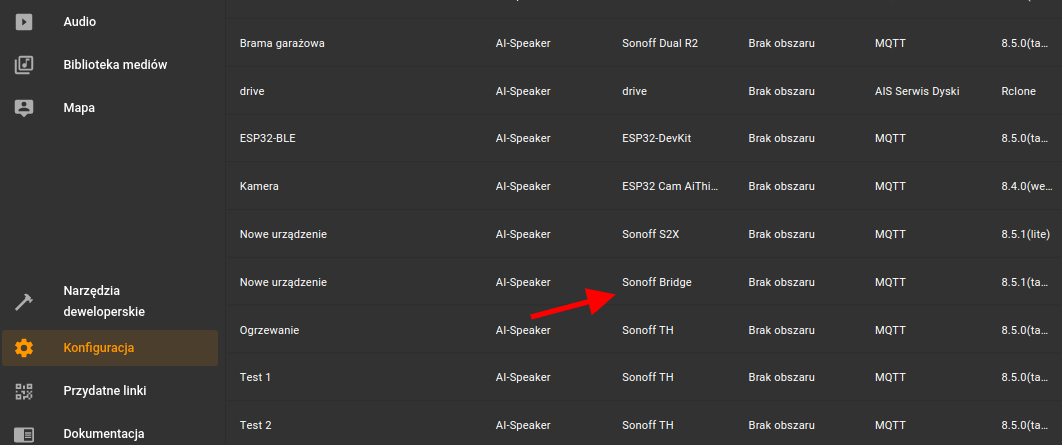 Audio
Biblioteka mediów
Mapa
Narzędzia
deweloperskie
Konfiguracja
Przydatne linki
Dokumentacja
Brama garażowa AI-Speaker Sonoff Dual R2 Brak obszaru MQTT 8.5.0(ta...
drive AI-Speaker drive Brak obszaru AIS Serwis Dyski Rclone
ESP32-BLE AI-Speaker ESP32-DevKit Brak obszaru MQTT 8.5.0(ta...
Kamera AI-Speaker ESP32 Cam AiThi... Brak obszaru MQTT 8.4.0(we...
Nowe urządzenie AI-Speaker Sonoff S2X Brak obszaru MQTT 8.5.1(lite)
Nowe urządzenie AI-Speaker Sonoff Bridge Brak obszaru MQTT 8.5.1(ta...
Ogrzewanie AI-Speaker Sonoff TH Brak obszaru MQTT 8.5.0(ta...
Test 1 AI-Speaker Sonoff TH Brak obszaru MQTT 8.5.0(ta...
Test 2 AI-Speaker Sonoff TH Brak obszaru MQTT 8.5.0(ta...